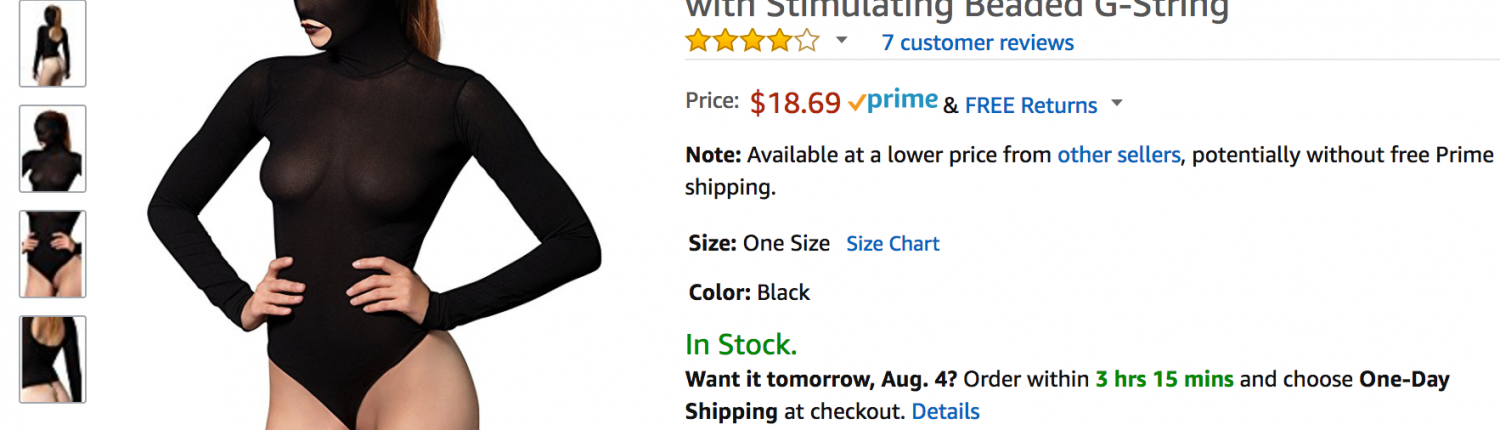 with Stimulating Beaded G-String
7 customer reviews
Price: $18.69 prime & FREE Returns
Note: Available at a lower price from other sellers, potentially without free Prime
shipping.
Size: One Size Size Chart
Color: Black
In Stock.
Want it tomorrow, Aug. 4? Order within 3 hrs 15 mins and choose One-Day
Shipping at checkout. Details